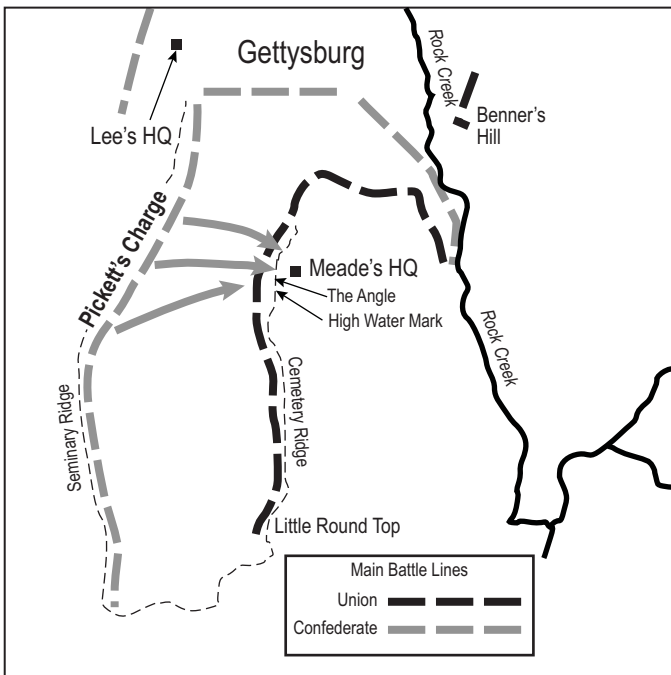 Gettysburg
Rock Creek
Benner's
Hill
Lee's HQ
Pickett's Charge
Meade's HQ
The Angle
High Water Mark
Rock Creek
Seminary Ridge
Cemetery Ridge
Little Round Top
Main Battle Lines
Union
Confederate